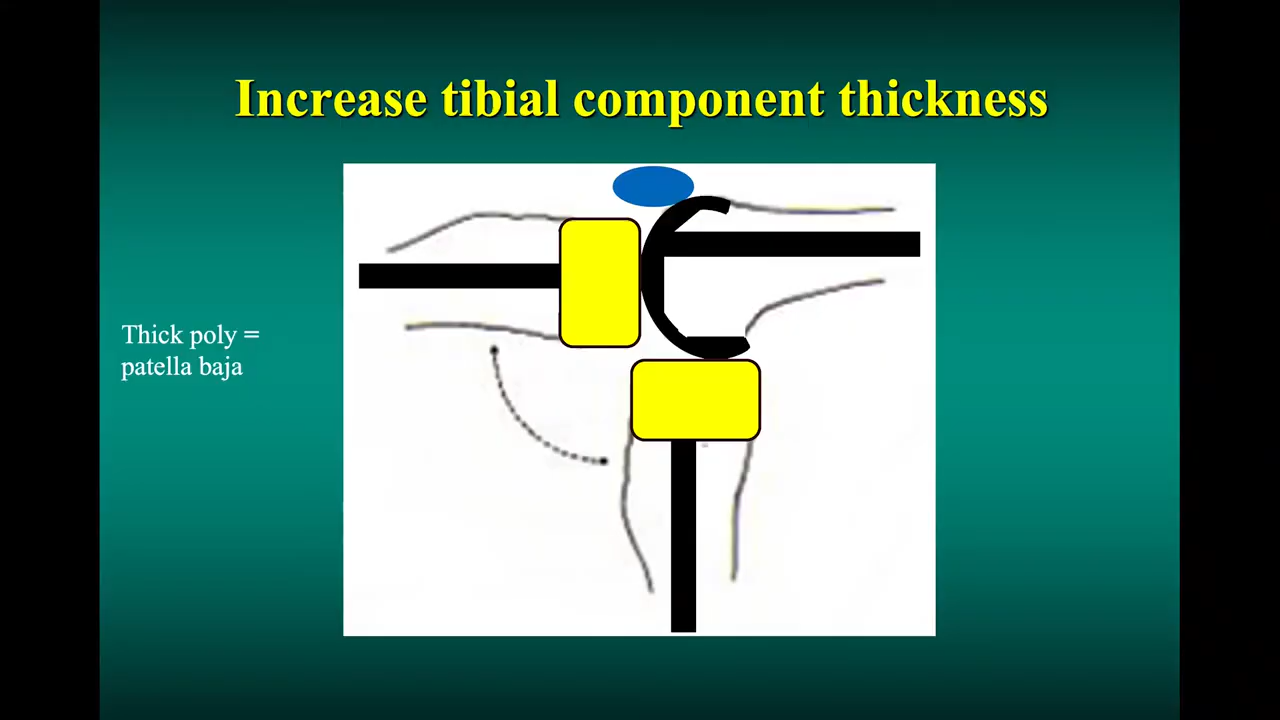 Increase tibial component thickness
Thick poly =
patella baja